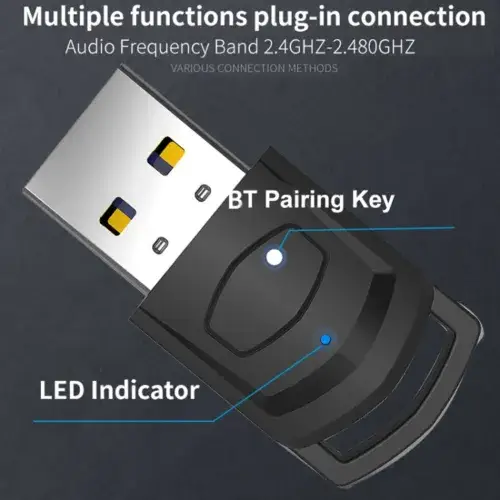 Multiple functions plug-in connection
Audio Frequency Band 2.4GHZ-2.480GHZ
VARIOUS CONNECTION METHODS
BT Pairing Key
LED Indicator